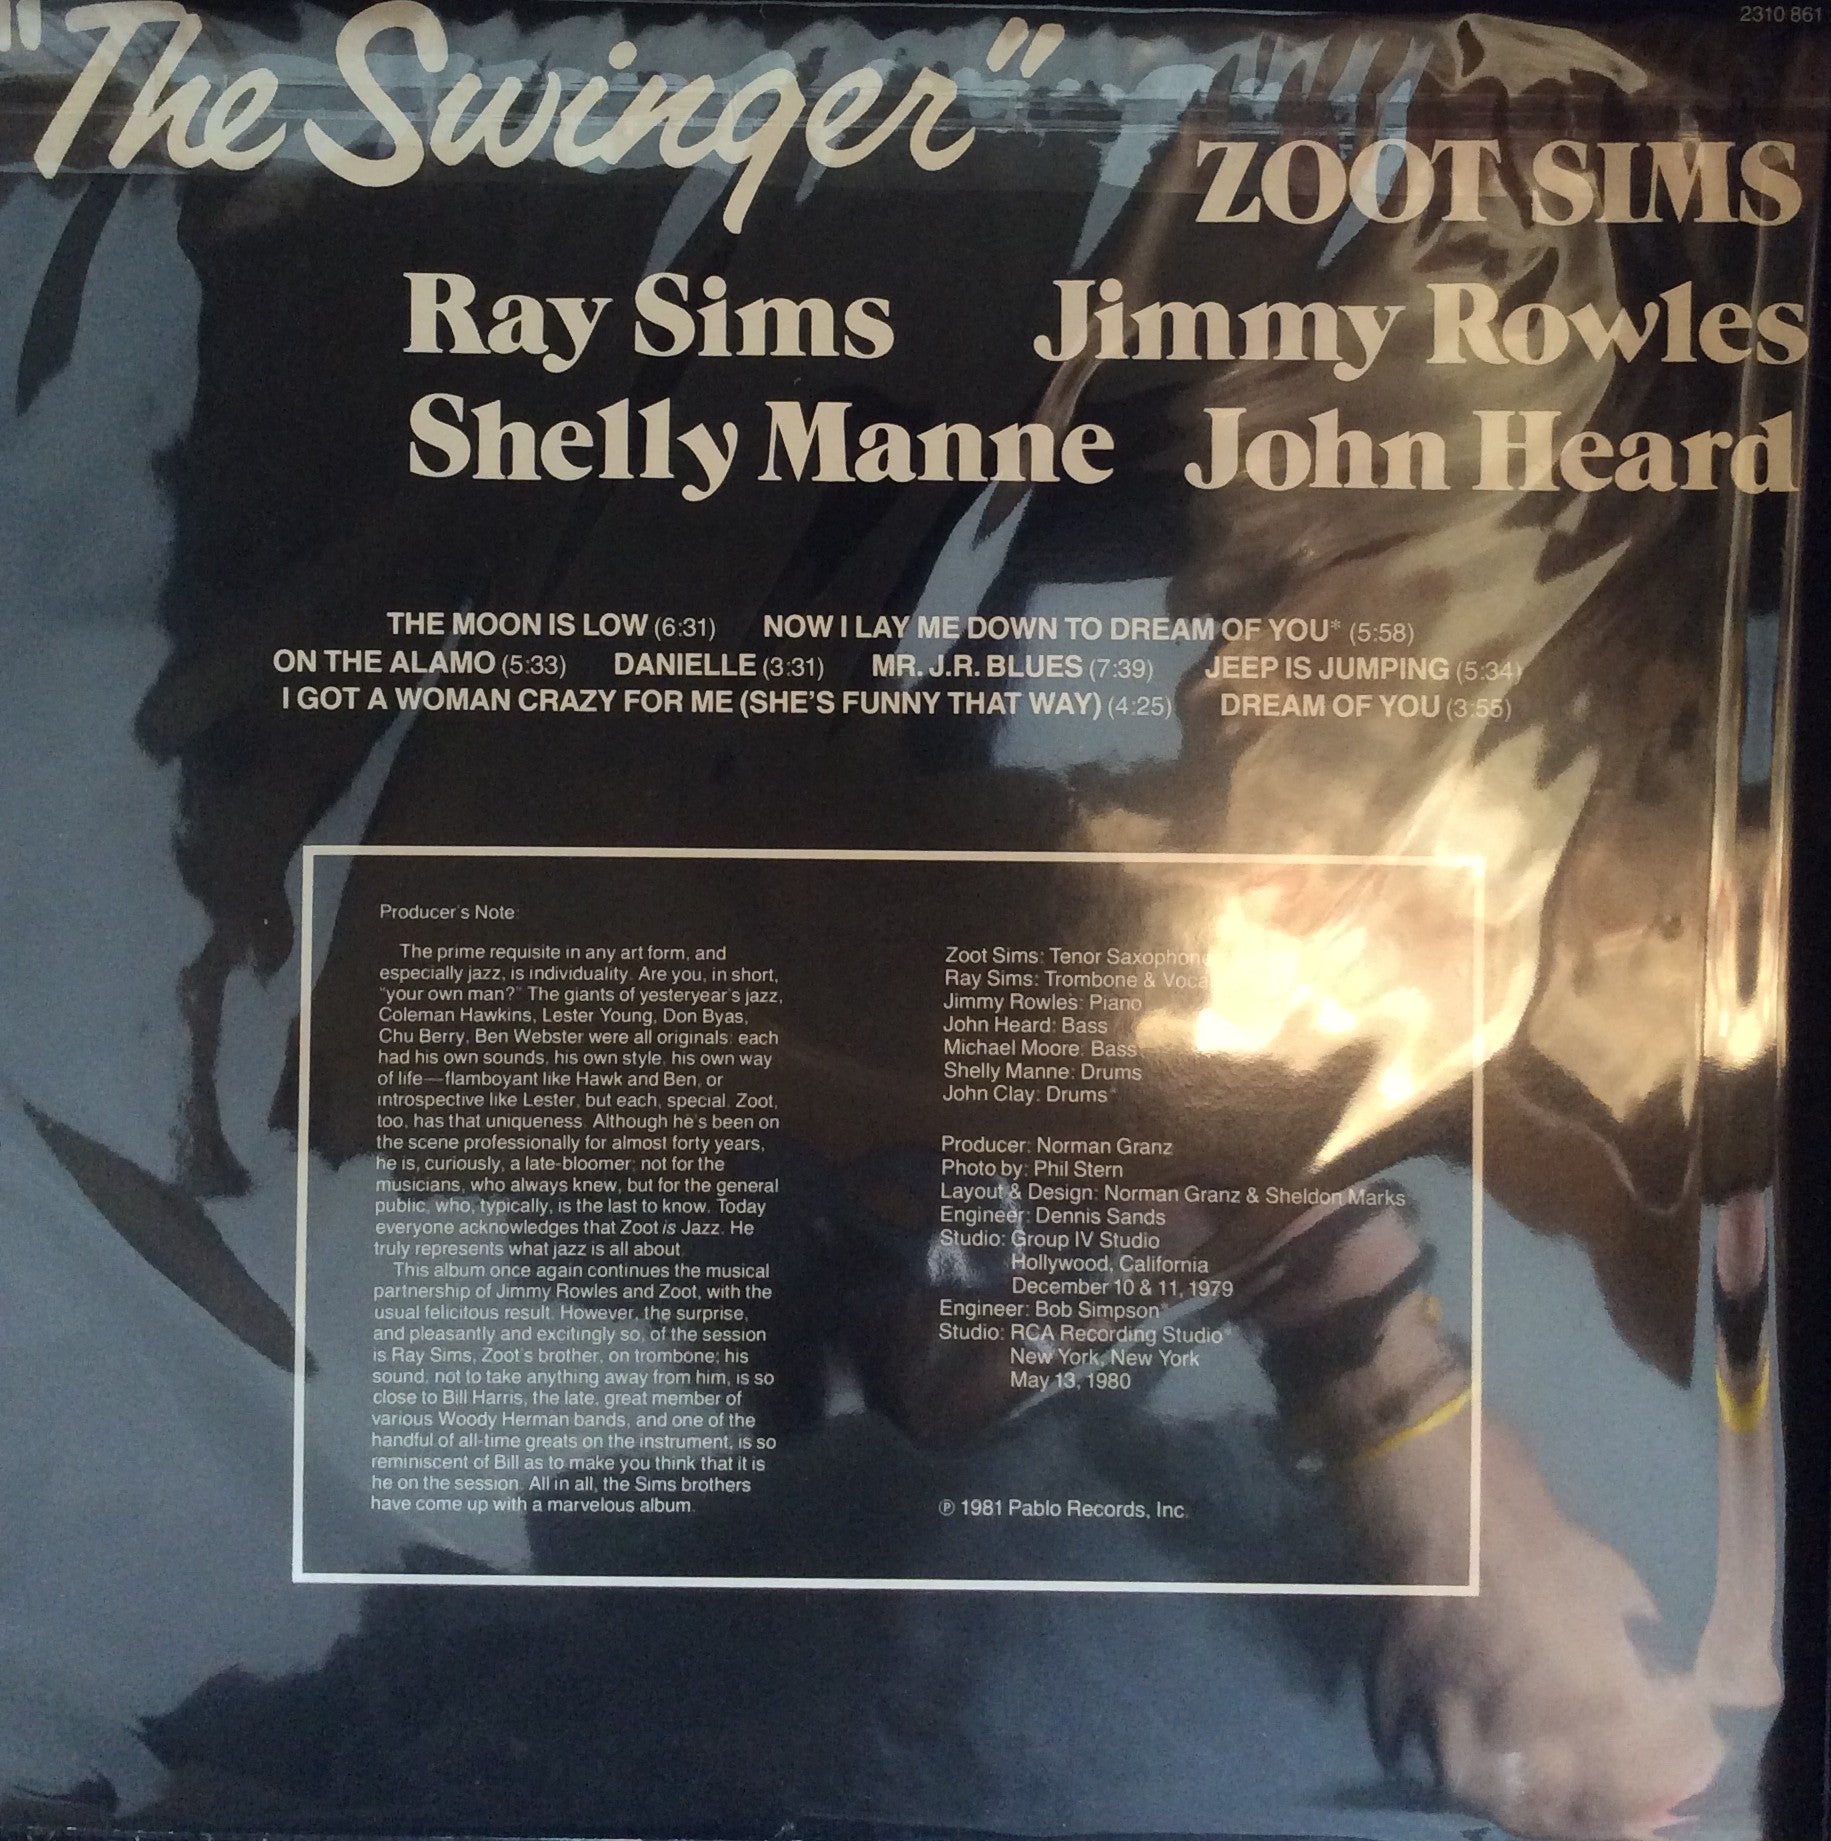 2310 861
"The Swinger"
ZOOT SIMS
Ray Sims Jimmy Rowles
Shelly Manne John Heard
THE MOON IS LOW (6:31) NOW I LAY ME DOWN TO DREAM OF YOU* (5:58)
ON THE ALAMO (5:33) DANIELLE (3:31) MR. J.R. BLUES (7:39) JEEP IS JUMPING (5:34)
I GOT A WOMAN CRAZY FOR ME (SHE'S FUNNY THAT WAY) (4:25) DREAM OF YOU (3:55)
Producer's Note:
The prime requisite in any art form, and
especially jazz, is individuality. Are you, in short,
"your own man?" The giants of yesteryear's jazz,
Coleman Hawkins, Lester Young, Don Byas,
Chu Berry, Ben Webster were all originals: each
had his own sounds, his own style, his own way
of life—flamboyant like Hawk and Ben, or
introspective like Lester, but each, special. Zoot,
too, has that uniqueness. Although he's been on
the scene professionally for almost forty years,
he is, curiously, a late-bloomer: not for the
musicians, who always knew, but for the general
public, who, typically, is the last to know. Today
everyone acknowledges that Zoot is Jazz. He
truly represents what jazz is all about.
This album once again continues the musical
partnership of Jimmy Rowles and Zoot, with the
usual felicitous result. However, the surprise,
and pleasantly and excitingly so, of the session
is Ray Sims, Zoot's brother, on trombone; his
sound, not to take anything away from him, is so
close to Bill Harris, the late, great member of
various Woody Herman bands, and one of the
handful of all-time greats on the instrument, is so
reminiscent of Bill as to make you think that it is
he on the session. All in all, the Sims brothers
have come up with a marvelous album.
Zoot Sims: Tenor Saxophone
Ray Sims: Trombone & Vocal
Jimmy Rowles: Piano
John Heard: Bass
Michael Moore: Bass*
Shelly Manne: Drums
John Clay: Drums*
Producer: Norman Granz
Photo by: Phil Stern
Layout & Design: Norman Granz & Sheldon Marks
Engineer: Dennis Sands
Studio: Group IV Studio
Hollywood, California
December 10 & 11, 1979
Engineer: Bob Simpson*
Studio: RCA Recording Studio*
New York, New York
May 13, 1980
℗ 1981 Pablo Records, Inc.